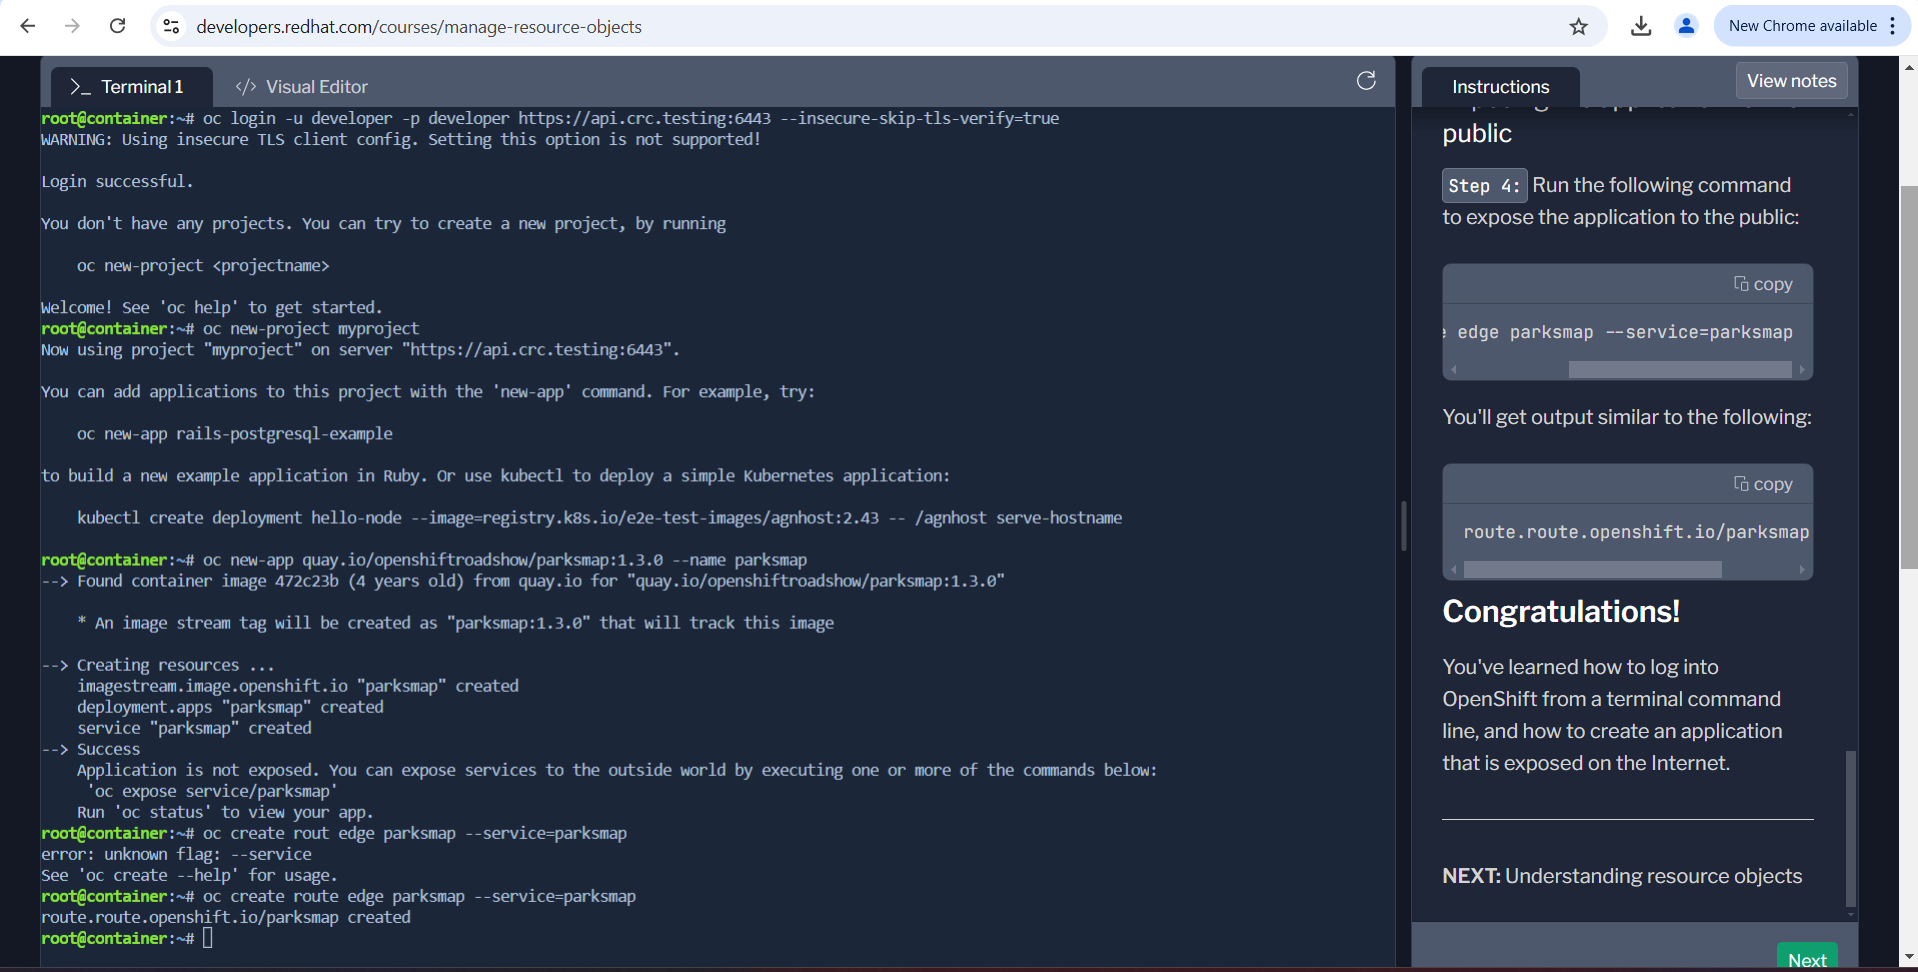 developers.redhat.com/courses/manage-resource-objects
New Chrome available
Terminal 1
Visual Editor
root@container:~# oc login -u developer -p developer https://api.crc.testing:6443 --insecure-skip-tls-verify=true
WARNING: Using insecure TLS client config. Setting this option is not supported!
Login successful.
You don't have any projects. You can try to create a new project, by running
oc new-project <projectname>
Welcome! See 'oc help' to get started.
root@container:~# oc new-project myproject
Now using project "myproject" on server "https://api.crc.testing:6443".
You can add applications to this project with the 'new-app' command. For example, try:
oc new-app rails-postgresql-example
to build a new example application in Ruby. Or use kubectl to deploy a simple Kubernetes application:
kubectl create deployment hello-node --image=registry.k8s.io/e2e-test-images/agnhost:2.43 -- /agnhost serve-hostname
root@container:~# oc new-app quay.io/openshiftroadshow/parksmap:1.3.0 --name parksmap
--> Found container image 472c23b (4 years old) from quay.io for "quay.io/openshiftroadshow/parksmap:1.3.0"
* An image stream tag will be created as "parksmap:1.3.0" that will track this image
--> Creating resources ...
imagestream.image.openshift.io "parksmap" created
deployment.apps "parksmap" created
service "parksmap" created
--> Success
Application is not exposed. You can expose services to the outside world by executing one or more of the commands below:
'oc expose service/parksmap'
Run 'oc status' to view your app.
root@container:~# oc create rout edge parksmap --service=parksmap
error: unknown flag: --service
See 'oc create --help' for usage.
root@container:~# oc create route edge parksmap --service=parksmap
route.route.openshift.io/parksmap created
root@container:~#
Instructions
View notes
public
Step 4: Run the following command
to expose the application to the public:
copy
edge parksmap --service=parksmap
You'll get output similar to the following:
copy
route.route.openshift.io/parksmap
Congratulations!
You've learned how to log into
OpenShift from a terminal command
line, and how to create an application
that is exposed on the Internet.
NEXT: Understanding resource objects
Next